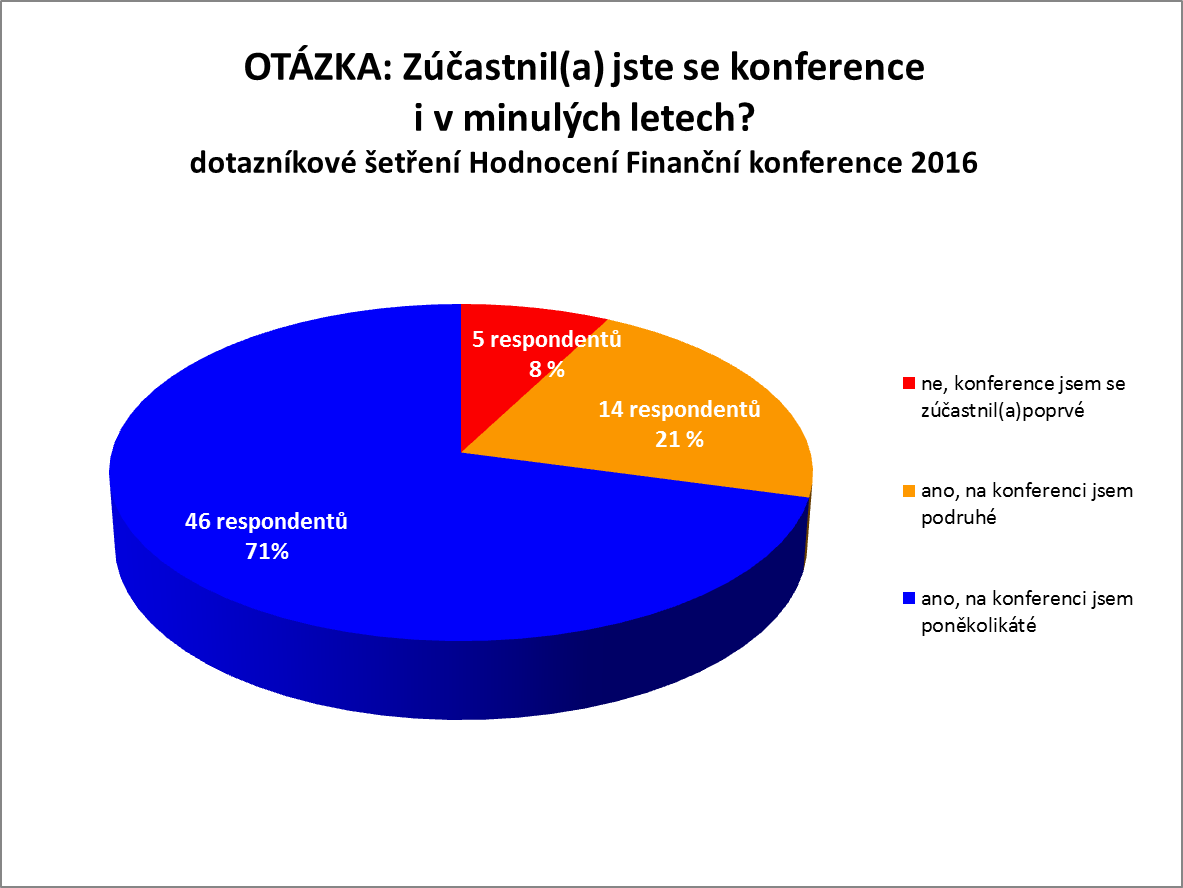 OTÁZKA: Zúčastnil(a) jste se konference
i v minulých letech?
dotazníkové šetření Hodnocení Finanční konference 2016
5 respondentů
8 %
14 respondentů
21 %
46 respondentů
71%
ne, konference jsem se
zúčastnil(a)poprvé
ano, na konferenci jsem
podruhé
ano, na konferenci jsem
poněkolikáté